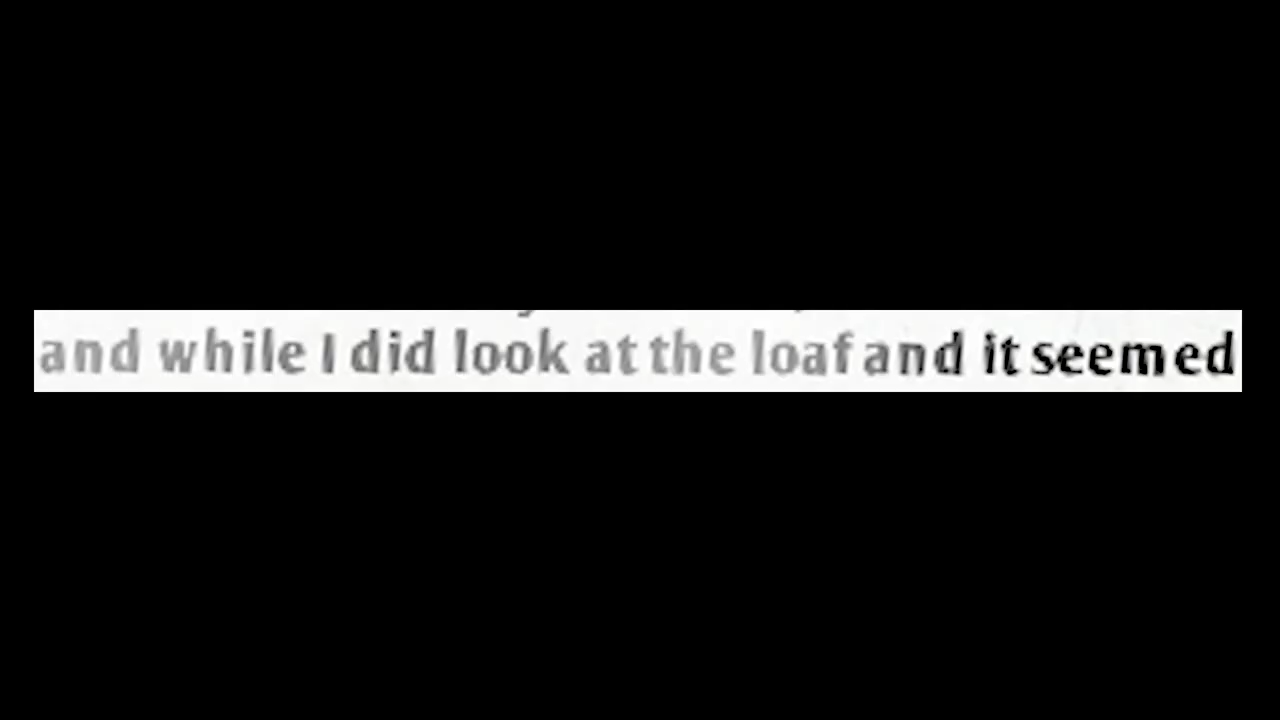 and while I did look at the loaf and it seemed